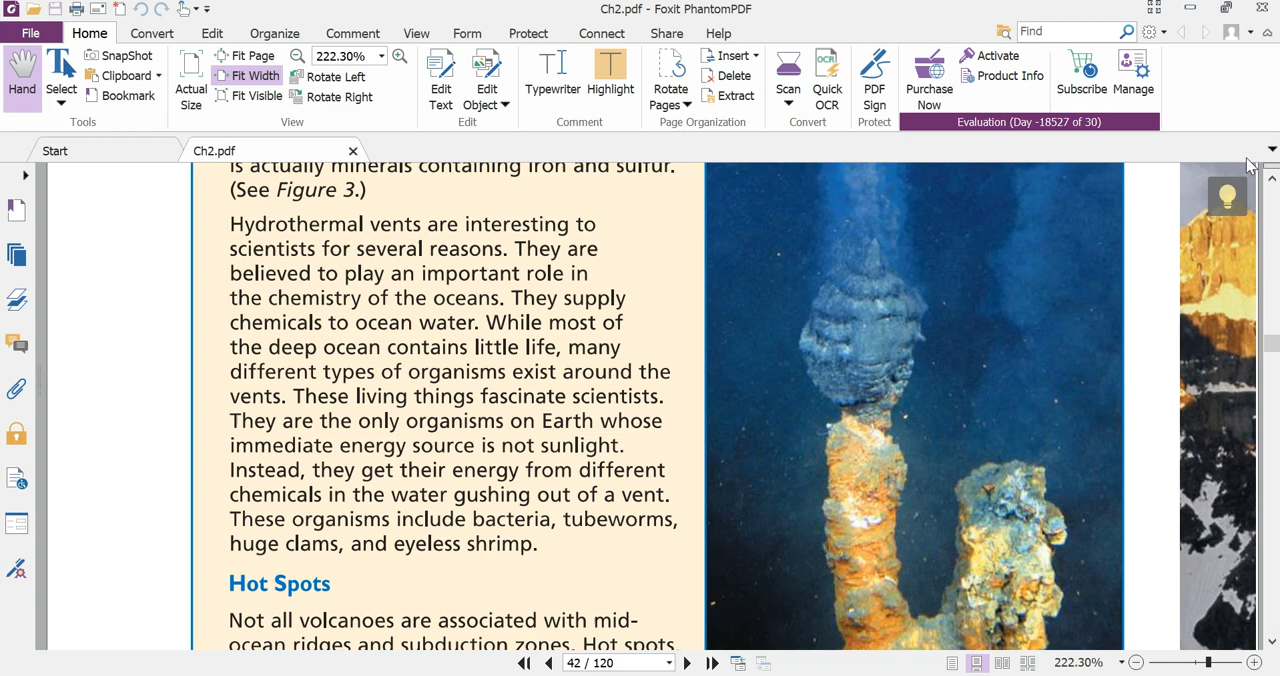 Ch2.pdf - Foxit PhantomPDF
File Home Convert Edit Organize Comment View Form Protect Connect Share Help Find
Hand
Select
SnapShot
Clipboard
Bookmark
Tools
Actual Size
Fit Page
Fit Width
Fit Visible
222.30%
Rotate Left
Rotate Right
View
Edit Text
Edit Object
Edit
Typewriter
Highlight
Comment
Rotate Pages
Insert
Delete
Extract
Page Organization
Scan
Quick OCR
Convert
PDF Sign
Protect
Purchase Now
Activate
Product Info
Subscribe
Manage
Evaluation (Day -18527 of 30)
Start
Ch2.pdf
is actually minerals containing iron and sulfur.
(See Figure 3.)
Hydrothermal vents are interesting to
scientists for several reasons. They are
believed to play an important role in
the chemistry of the oceans. They supply
chemicals to ocean water. While most of
the deep ocean contains little life, many
different types of organisms exist around the
vents. These living things fascinate scientists.
They are the only organisms on Earth whose
immediate energy source is not sunlight.
Instead, they get their energy from different
chemicals in the water gushing out of a vent.
These organisms include bacteria, tubeworms,
huge clams, and eyeless shrimp.
Hot Spots
Not all volcanoes are associated with mid-
ocean ridges and subduction zones. Hot spots,
42 / 120
222.30%